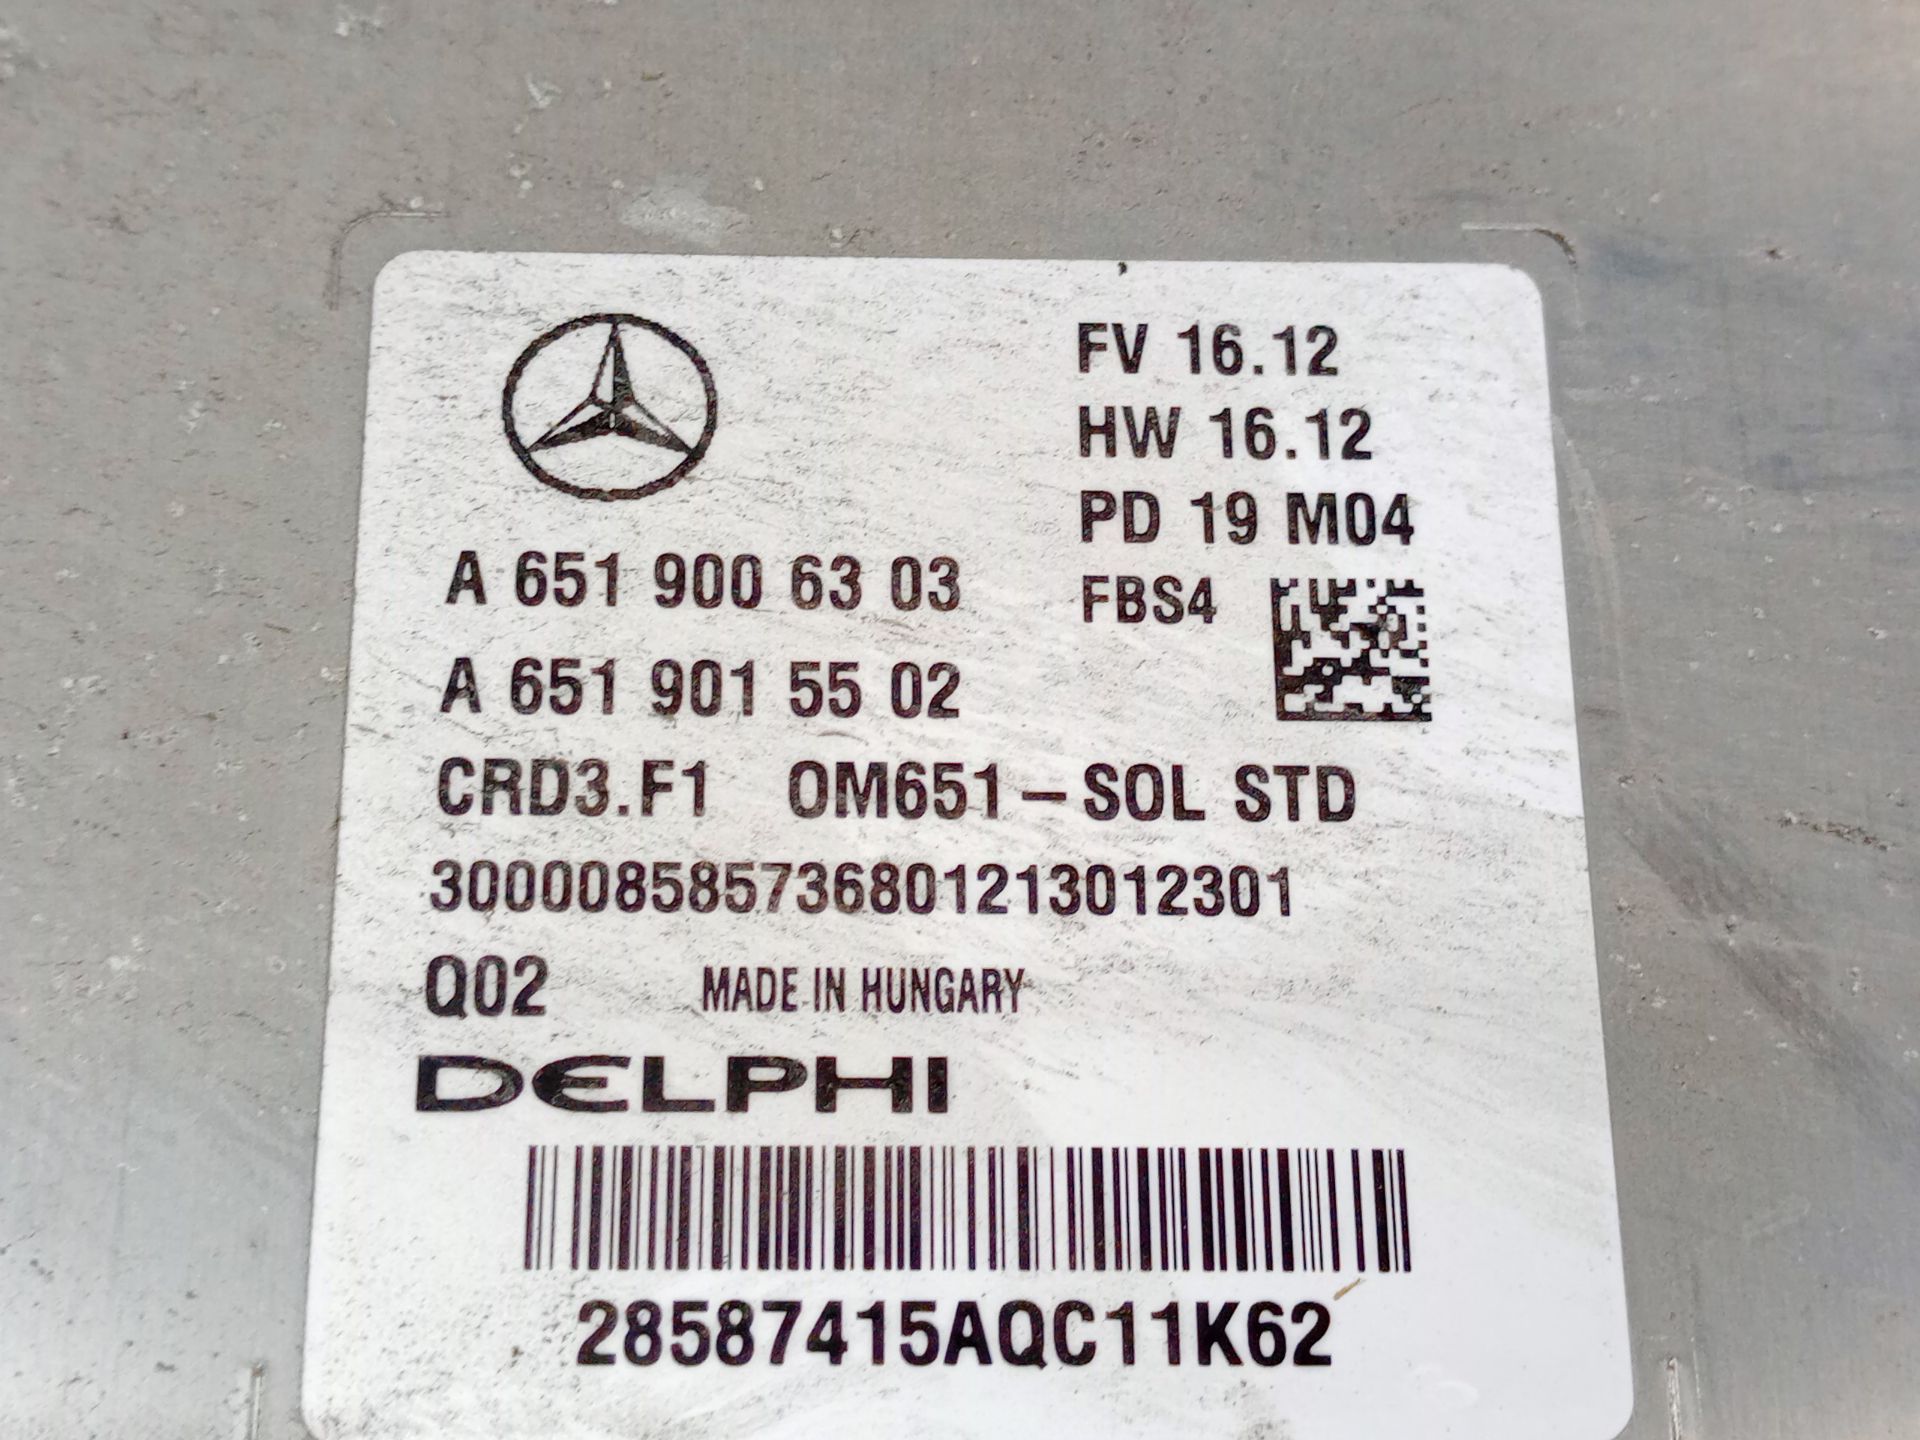 FV 16.12
HW 16.12
PD 19 M04
FBS4
A 651 900 63 03
A 651 901 55 02
CRD3.F1 OM651-SOL STD
300008585736801213012301
Q02 MADE IN HUNGARY
DELPHI
28587415AQC11K62